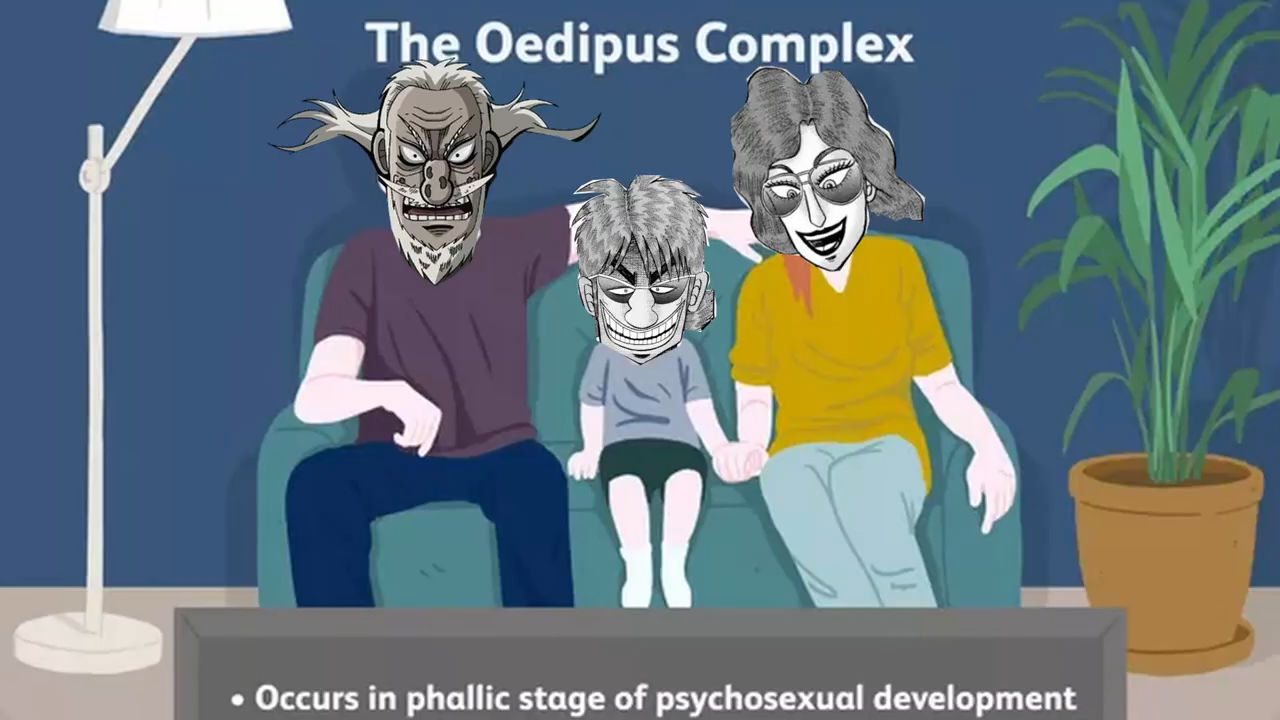 The Oedipus Complex
• Occurs in phallic stage of psychosexual development